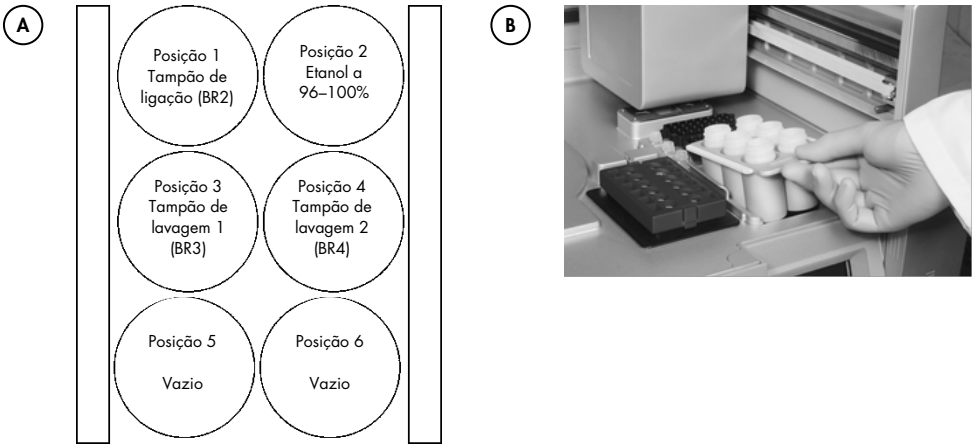 A
Posição 1
Tampão de
ligação (BR2)
Posição 2
Etanol a
96–100%
Posição 3
Tampão de
lavagem 1
(BR3)
Posição 4
Tampão de
lavagem 2
(BR4)
Posição 5
Vazio
Posição 6
Vazio
B